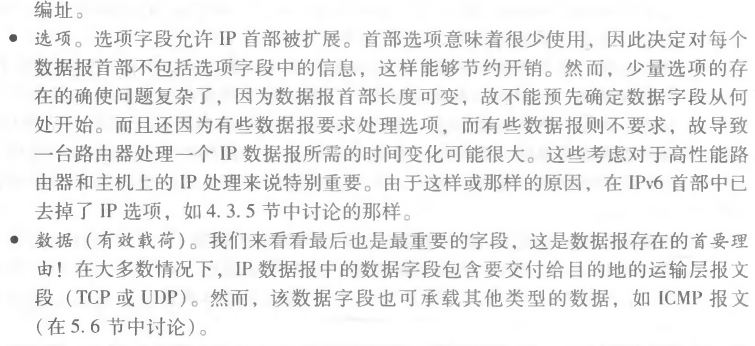 编址。
● 选项。选项字段允许 IP 首部被扩展。首部选项意味着很少使用，因此决定对每个
数据报首部不包括选项字段中的信息，这样能够节约开销。然而，少量选项的存
在的确使问题复杂了，因为数据报首部长度可变，故不能预先确定数据字段从何
处开始。而且还因为有些数据报要求处理选项，而有些数据报则不要求，故导致
一台路由器处理一个 IP 数据报所需的时间变化可能很大。这些考虑对于高性能路
由器和主机上的 IP 处理来说特别重要。由于这样或那样的原因，在 IPv6 首部中已
去掉了 IP 选项，如4.3.5 节中讨论的那样。
● 数据（有效载荷）。我们来看看最后也是最重要的字段，这是数据报存在的首要理
由！在大多数情况下，IP 数据报中的数据字段包含要交付给目的地的运输层报文
段（TCP 或 UDP）。然而，该数据字段也可承载其他类型的数据，如 ICMP 报文
（在5.6 节中讨论）。